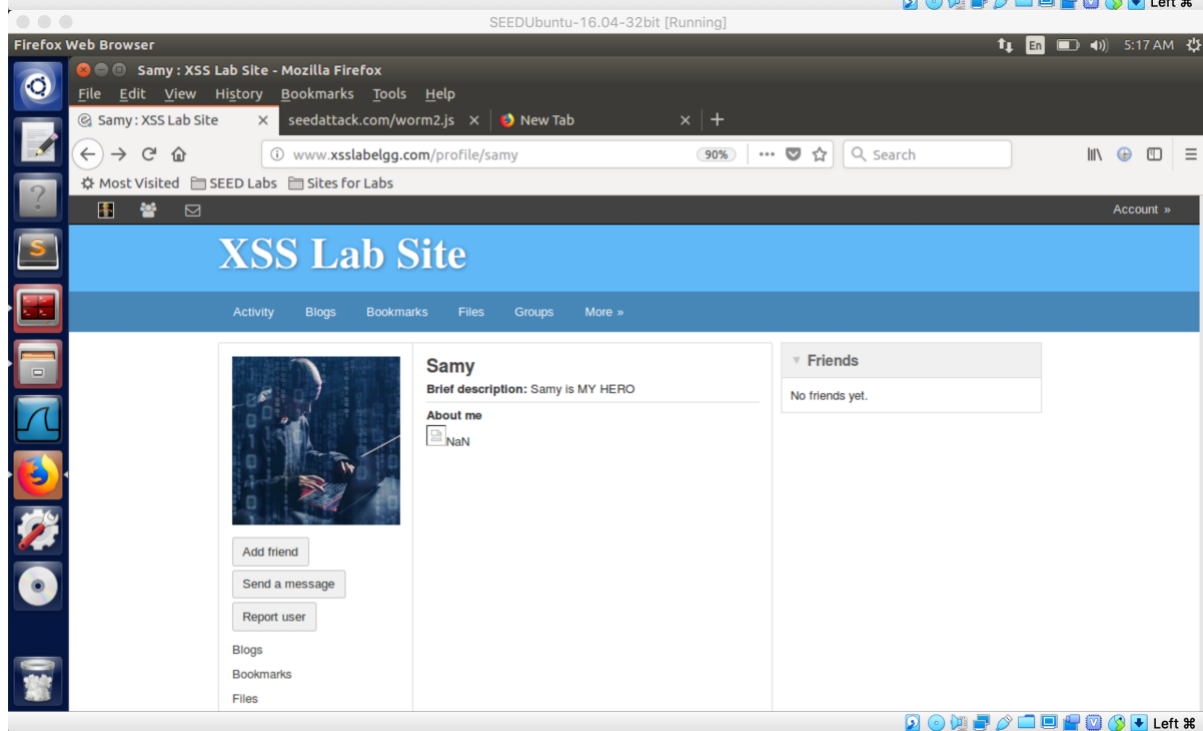 Left ⌘
SEEDUbuntu-16.04-32bit [Running]
Firefox Web Browser
En
5:17 AM
Samy : XSS Lab Site - Mozilla Firefox
File Edit View History Bookmarks Tools Help
Samy : XSS Lab Site × seedattack.com/worm2.js × New Tab × +
www.xsslabelgg.com/profile/samy 90% ••• Search
Most Visited SEED Labs Sites for Labs
Account »
XSS Lab Site
Activity Blogs Bookmarks Files Groups More »
Samy
Brief description: Samy is MY HERO
About me
NaN
Friends
No friends yet.
Add friend
Send a message
Report user
Blogs
Bookmarks
Files
Left ⌘